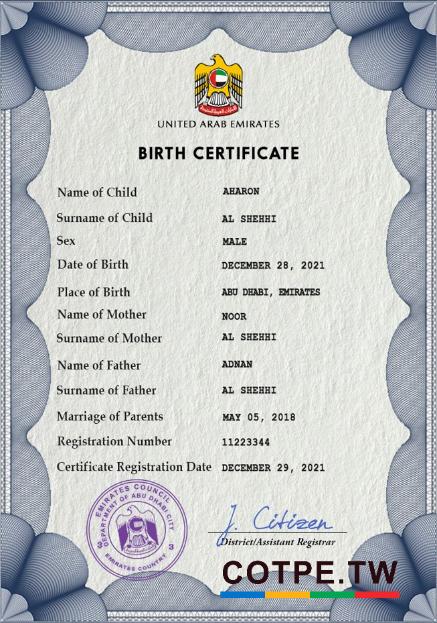 UNITED ARAB EMIRATES
BIRTH CERTIFICATE
Name of Child AHARON
Surname of Child AL SHEHHI
Sex MALE
Date of Birth DECEMBER 28, 2021
Place of Birth ABU DHABI, EMIRATES
Name of Mother NOOR
Surname of Mother AL SHEHHI
Name of Father ADNAN
Surname of Father AL SHEHHI
Marriage of Parents MAY 05, 2018
Registration Number 11223344
Certificate Registration Date DECEMBER 29, 2021
EMIRATES COUNCIL
DEPARTMENT OF ABU DHABI CITY
3 3
EMIRATES COUNTRY
J. Citizen
District/Assistant Registrar
COTPE.TW